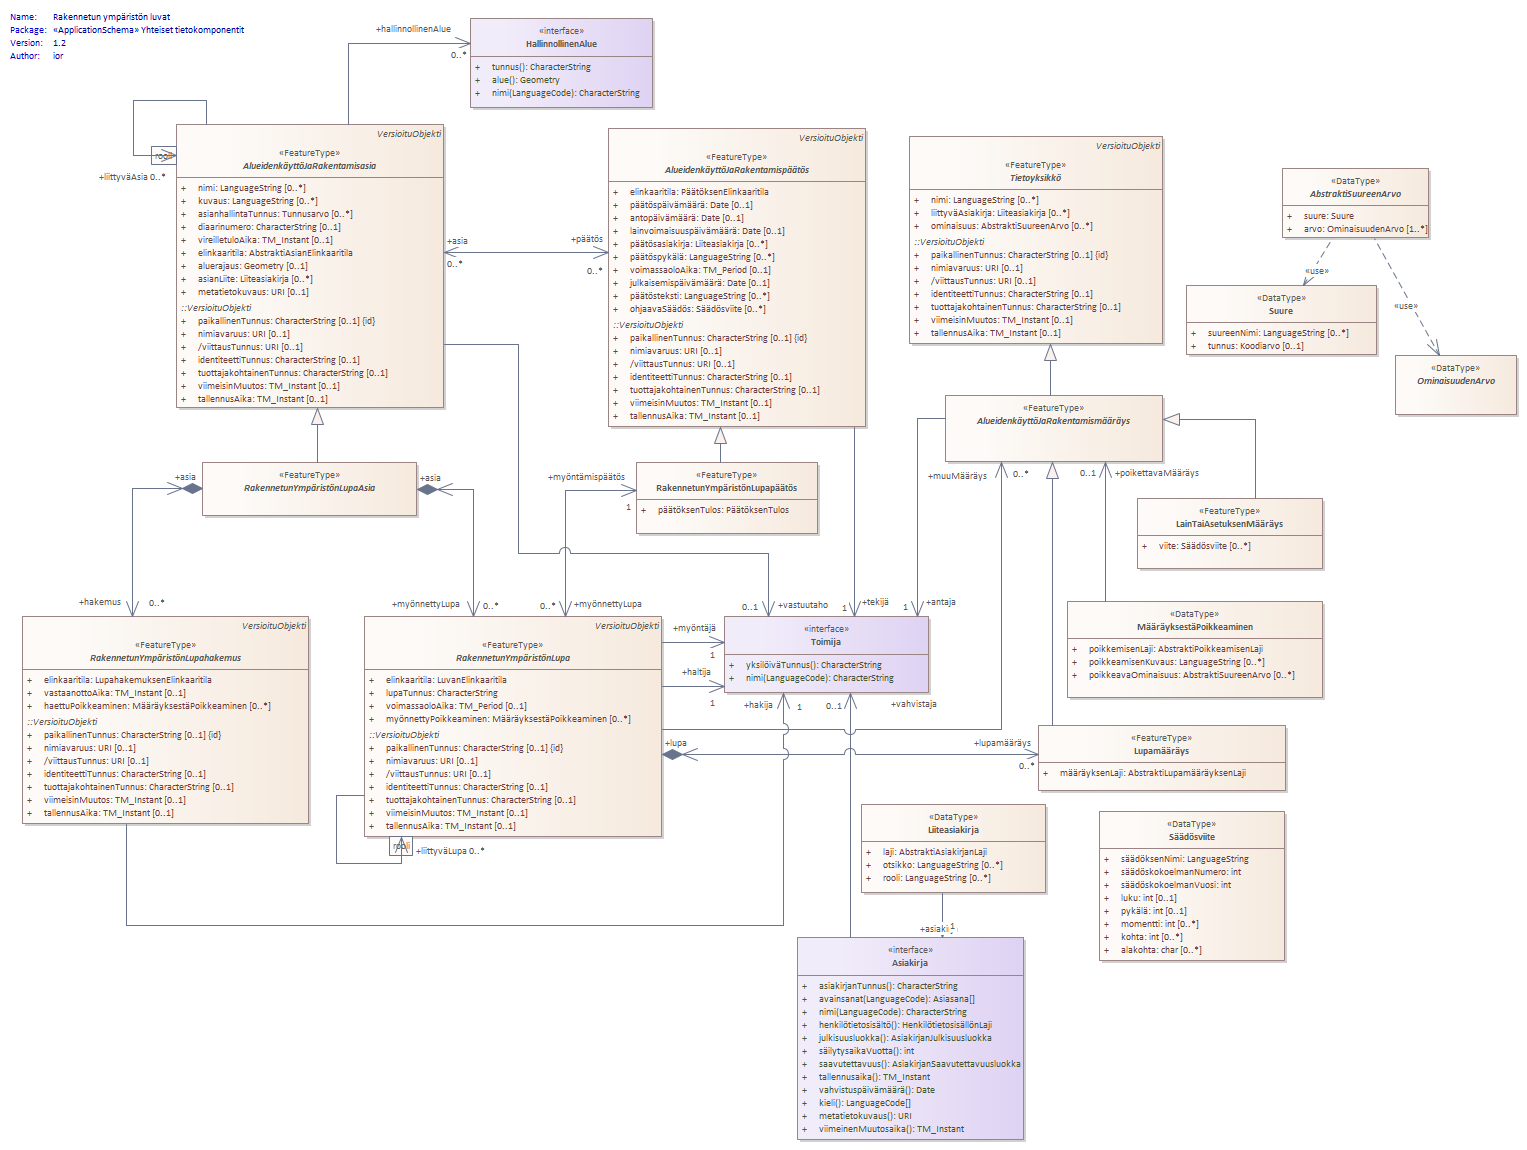 Name: Rakennetun ympäristön luvat
Package: «ApplicationSchema» Yhteiset tietokomponentit
Version: 1.2
Author: ior
+hallinnollinenAlue
0..*
«interface»
HallinnollinenAlue
+ tunnus(): CharacterString
+ alue(): Geometry
+ nimi(LanguageCode): CharacterString
rooli
+liittyväAsia 0..*
VersioituObjekti
«FeatureType»
AlueidenkäyttöJaRakentamisasia
+ nimi: LanguageString [0..*]
+ kuvaus: LanguageString [0..*]
+ asianhallintaTunnus: Tunnusarvo [0..*]
+ diaarinumero: CharacterString [0..1]
+ vireilletuloAika: TM_Instant [0..1]
+ elinkaaritila: AbstraktiAsianElinkaaritila
+ aluerajaus: Geometry [0..1]
+ asianLiite: Liiteasiakirja [0..*]
+ metatietokuvaus: URI [0..1]
::VersioituObjekti
+ paikallinenTunnus: CharacterString [0..1] {id}
+ nimiavaruus: URI [0..1]
+ /viittausTunnus: URI [0..1]
+ identiteettiTunnus: CharacterString [0..1]
+ tuottajakohtainenTunnus: CharacterString [0..1]
+ viimeisinMuutos: TM_Instant [0..1]
+ tallennusAika: TM_Instant [0..1]
+asia
0..*
+päätös
0..*
VersioituObjekti
«FeatureType»
AlueidenkäyttöJaRakentamispäätös
+ elinkaaritila: PäätöksenElinkaaritila
+ päätöspäivämäärä: Date [0..1]
+ antopäivämäärä: Date [0..1]
+ lainvoimaisuuspäivämäärä: Date [0..1]
+ päätösasiakirja: Liiteasiakirja [0..*]
+ päätöspykälä: LanguageString [0..*]
+ voimassaoloAika: TM_Period [0..1]
+ julkaisemispäivämäärä: Date [0..1]
+ päätösteksti: LanguageString [0..*]
+ ohjaavaSäädös: Säädösviite [0..*]
::VersioituObjekti
+ paikallinenTunnus: CharacterString [0..1] {id}
+ nimiavaruus: URI [0..1]
+ /viittausTunnus: URI [0..1]
+ identiteettiTunnus: CharacterString [0..1]
+ tuottajakohtainenTunnus: CharacterString [0..1]
+ viimeisinMuutos: TM_Instant [0..1]
+ tallennusAika: TM_Instant [0..1]
VersioituObjekti
«FeatureType»
Tietoyksikkö
+ nimi: LanguageString [0..*]
+ liittyväAsiakirja: Liiteasiakirja [0..*]
+ ominaisuus: AbstraktiSuureenArvo [0..*]
::VersioituObjekti
+ paikallinenTunnus: CharacterString [0..1] {id}
+ nimiavaruus: URI [0..1]
+ /viittausTunnus: URI [0..1]
+ identiteettiTunnus: CharacterString [0..1]
+ tuottajakohtainenTunnus: CharacterString [0..1]
+ viimeisinMuutos: TM_Instant [0..1]
+ tallennusAika: TM_Instant [0..1]
«DataType»
AbstraktiSuureenArvo
+ suure: Suure
+ arvo: OminaisuudenArvo [1..*]
«use»
«use»
«DataType»
Suure
+ suureenNimi: LanguageString [0..*]
+ tunnus: Koodiarvo [0..1]
«DataType»
OminaisuudenArvo
«FeatureType»
AlueidenkäyttöJaRakentamismääräys
+muuMääräys 0..*
0..1 +poikettavaMääräys
«FeatureType»
LainTaiAsetuksenMääräys
+ viite: Säädösviite [0..*]
+asia
«FeatureType»
RakennetunYmpäristönLupaAsia
+asia
+myöntämispäätös
1
«FeatureType»
RakennetunYmpäristönLupapäätös
+ päätöksenTulos: PäätöksenTulos
«DataType»
MääräyksestäPoikkeaminen
+ poikkemisenLaji: AbstraktiPoikkeamisenLaji
+ poikkeamisenKuvaus: LanguageString [0..*]
+ poikkeavaOminaisuus: AbstraktiSuureenArvo [0..*]
+hakemus 0..*
+myönnettyLupa 0..*
0..* +myönnettyLupa
0..1 +vastuutaho
1 +tekijä
1 +antaja
VersioituObjekti
«FeatureType»
RakennetunYmpäristönLupahakemus
+ elinkaaritila: LupahakemuksenElinkaaritila
+ vastaanottoAika: TM_Instant [0..1]
+ haettuPoikkeaminen: MääräyksestäPoikkeaminen [0..*]
::VersioituObjekti
+ paikallinenTunnus: CharacterString [0..1] {id}
+ nimiavaruus: URI [0..1]
+ /viittausTunnus: URI [0..1]
+ identiteettiTunnus: CharacterString [0..1]
+ tuottajakohtainenTunnus: CharacterString [0..1]
+ viimeisinMuutos: TM_Instant [0..1]
+ tallennusAika: TM_Instant [0..1]
VersioituObjekti
«FeatureType»
RakennetunYmpäristönLupa
+ elinkaaritila: LuvanElinkaaritila
+ lupaTunnus: CharacterString
+ voimassaoloAika: TM_Period [0..1]
+ myönnettyPoikkeaminen: MääräyksestäPoikkeaminen [0..*]
::VersioituObjekti
+ paikallinenTunnus: CharacterString [0..1] {id}
+ nimiavaruus: URI [0..1]
+ /viittausTunnus: URI [0..1]
+ identiteettiTunnus: CharacterString [0..1]
+ tuottajakohtainenTunnus: CharacterString [0..1]
+ viimeisinMuutos: TM_Instant [0..1]
+ tallennusAika: TM_Instant [0..1]
rooli
+liittyväLupa 0..*
+myöntäjä
1
+haltija
1
«interface»
Toimija
+ yksilöiväTunnus(): CharacterString
+ nimi(LanguageCode): CharacterString
+hakija 1
0..1 +vahvistaja
+lupa
+lupamääräys
0..*
«FeatureType»
Lupamääräys
+ määräyksenLaji: AbstraktiLupamääräyksenLaji
«DataType»
Liiteasiakirja
+ laji: AbstraktiAsiakirjanLaji
+ otsikko: LanguageString [0..*]
+ rooli: LanguageString [0..*]
1
«DataType»
Säädösviite
+ säädöksenNimi: LanguageString
+ säädöskokoelmanNumero: int
+ säädöskokoelmanVuosi: int
+ luku: int [0..1]
+ pykälä: int [0..1]
+ momentti: int [0..*]
+ kohta: int [0..*]
+ alakohta: char [0..*]
«interface»
Asiakirja
+ asiakirjanTunnus(): CharacterString
+ avainsanat(LanguageCode): Asiasana[]
+ nimi(LanguageCode): CharacterString
+ henkilötietosisältö(): HenkilötietosisällönLaji
+ julkisuusluokka(): AsiakirjanJulkisuusluokka
+ säilytysaikaVuotta(): int
+ saavutettavuus(): AsiakirjanSaavutettavuusluokka
+ tallennusaika(): TM_Instant
+ vahvistuspäivämäärä(): Date
+ kieli(): LanguageCode[]
+ metatietokuvaus(): URI
+ viimeinenMuutosaika(): TM_Instant